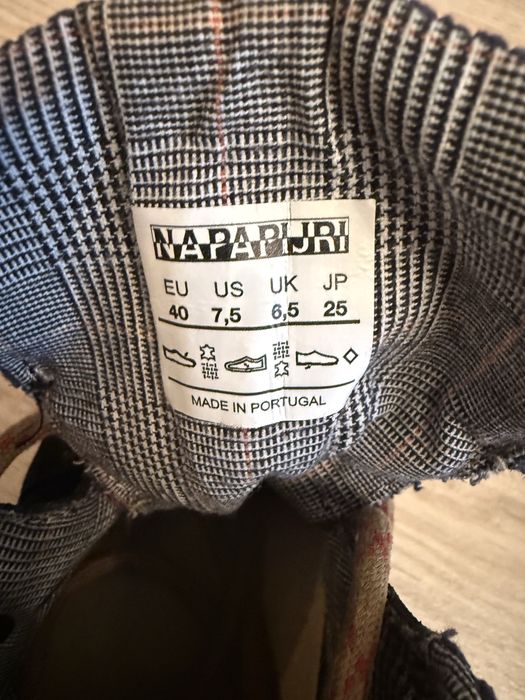 NAPAPIJRI
EU US UK JP
40 7,5 6,5 25
MADE IN PORTUGAL